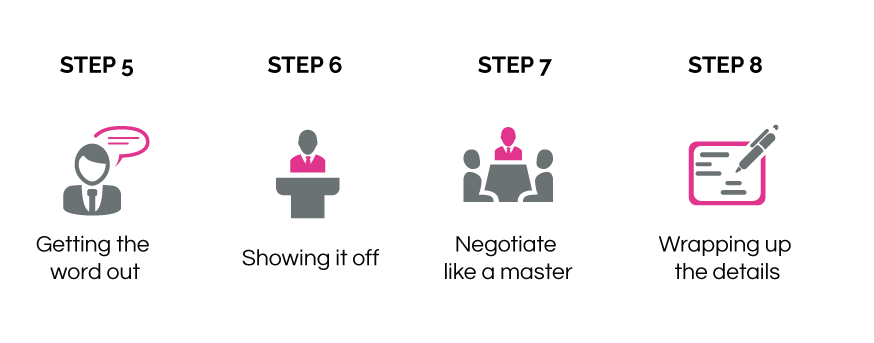 STEP 5
STEP 6
STEP 7
STEP 8
Getting the
word out
Showing it off
Negotiate
like a master
Wrapping up
the details